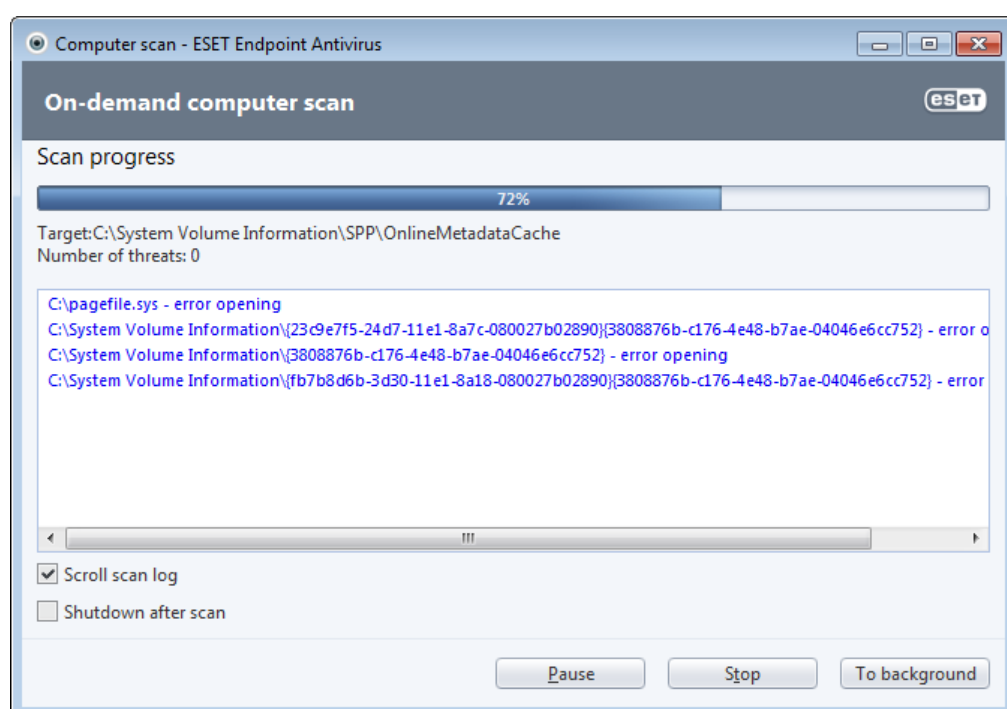 Computer scan - ESET Endpoint Antivirus
On-demand computer scan
eseT
Scan progress
72%
Target:C:\System Volume Information\SPP\OnlineMetadataCache
Number of threats: 0
C:\pagefile.sys - error opening
C:\System Volume Information\{23c9e7f5-24d7-11e1-8a7c-080027b02890}{3808876b-c176-4e48-b7ae-04046e6cc752} - error o
C:\System Volume Information\{3808876b-c176-4e48-b7ae-04046e6cc752} - error opening
C:\System Volume Information\{fb7b8d6b-3d30-11e1-8a18-080027b02890}{3808876b-c176-4e48-b7ae-04046e6cc752} - error
Scroll scan log
Shutdown after scan
Pause Stop To background